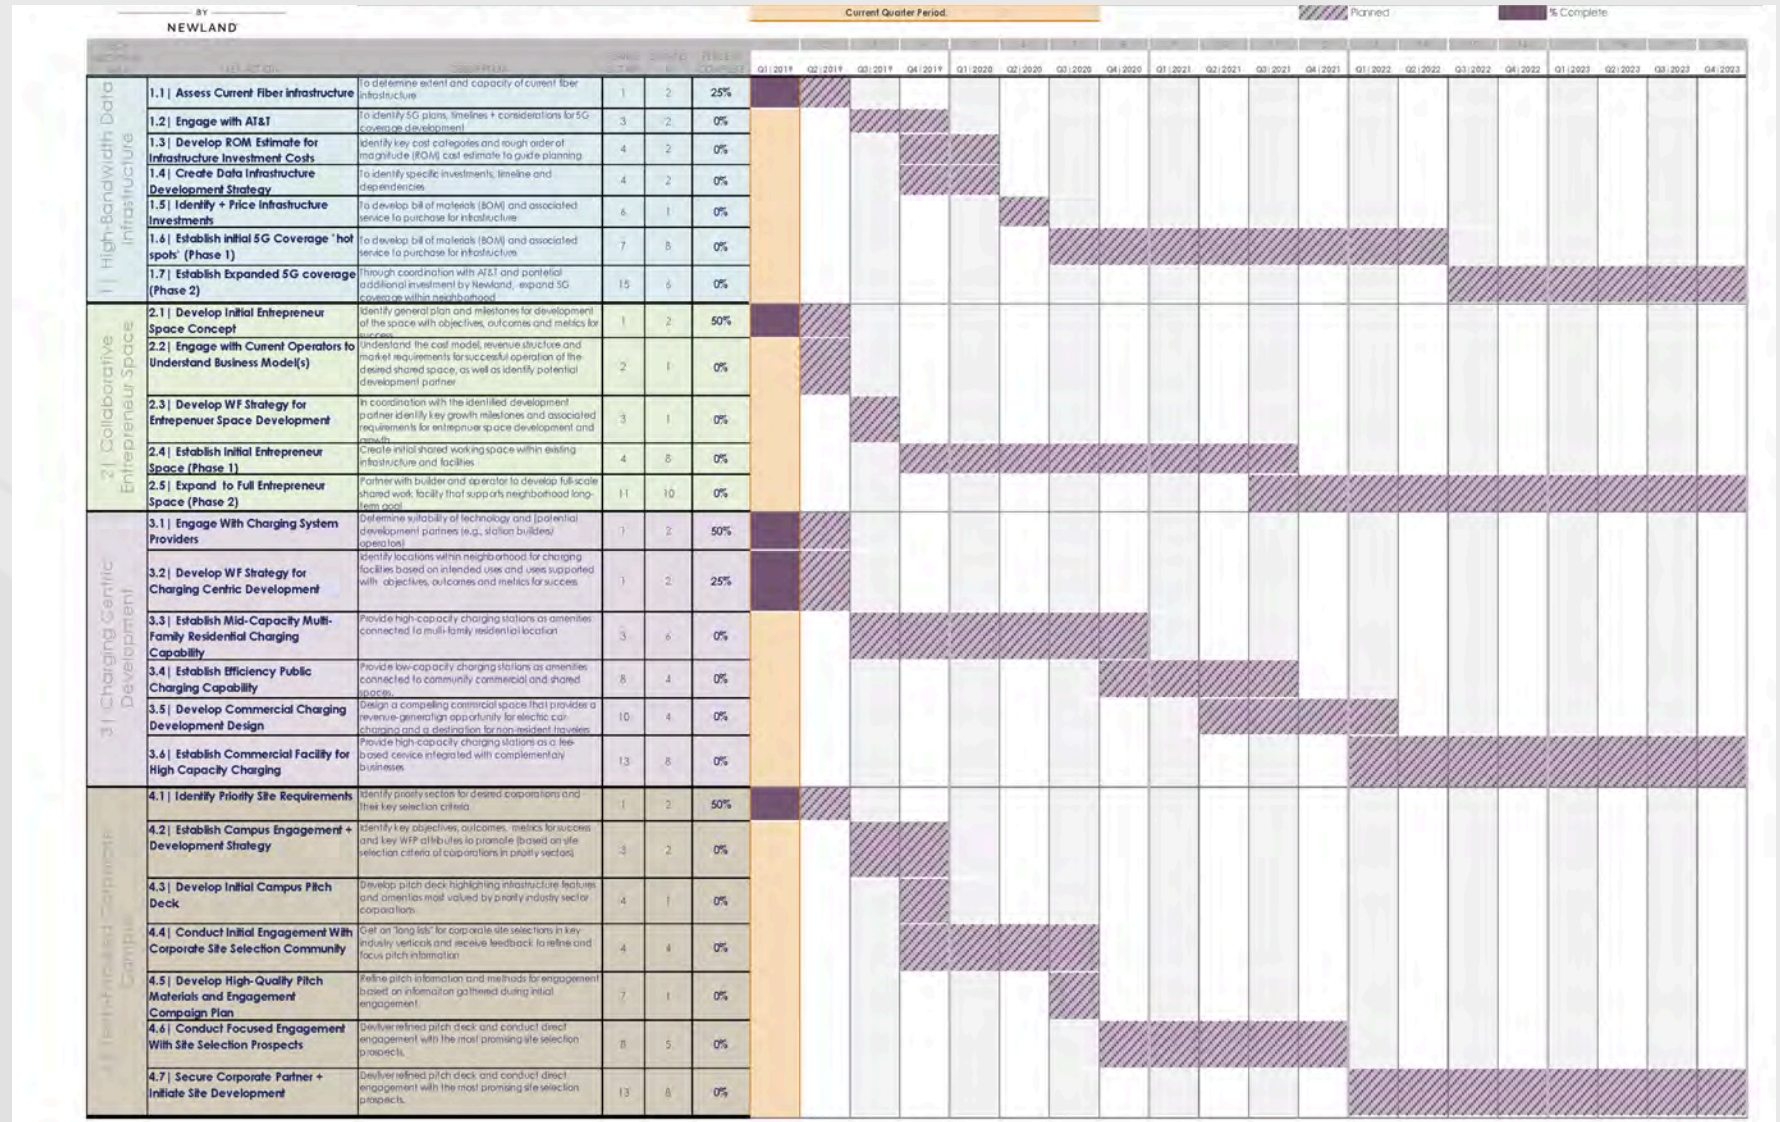 BY
NEWLAND
Current Quarter Period.
Planned
% Complete
Q1|2019 Q2|2019 Q3|2019 Q4|2019 Q1|2020 Q2|2020 Q3|2020 Q4|2020 Q1|2021 Q2|2021 Q3|2021 Q4|2021 Q1|2022 Q2|2022 Q3|2022 Q4|2022 Q1|2023 Q2|2023 Q3|2023 Q4|2023
1| High-Bandwidth Data
Infrastructure
1.1| Assess Current Fiber infrastructure
To determine extent and capacity of current fiber
infrastructure
1 2 25%
1.2| Engage with AT&T
To identify 5G plans, timelines + considerations for 5G
coverage development
3 2 0%
1.3| Develop ROM Estimate for
Infrastructure Investment Costs
Identify key cost categories and rough order of
magnitude (ROM) cost estimate to guide planning
4 2 0%
1.4| Create Data Infrastructure
Development Strategy
To identify specific investments, timeline and
dependencies
4 2 0%
1.5| Identify + Price Infrastructure
Investments
To develop bill of materials (BOM) and associated
service to purchase for infrastructure
6 1 0%
1.6| Establish initial 5G Coverage 'hot
spots' (Phase 1)
To develop bill of materials (BOM) and associated
service to purchase for infrastructure
7 8 0%
1.7| Establish Expanded 5G coverage
(Phase 2)
Through coordination with AT&T and pontetial
additional investment by Newland, expand 5G
coverage within neighborhood
15 6 0%
2| Collaborative
Entrepreneur Space
2.1| Develop Initial Entrepreneur
Space Concept
Identify general plan and milestones for development
of the space with objectives, outcomes and metrics for
success
1 2 50%
2.2| Engage with Current Operators to
Understand Business Model(s)
Understand the cost model, revenue structure and
market requirements for successful operation of the
desired shared space, as well as identify potential
development partner
2 1 0%
2.3| Develop WF Strategy for
Entrepenuer Space Development
In coordination with the identified development
partner identify key growth milestones and associated
requirements for entrepnuer space development and
growth
3 1 0%
2.4| Establish Initial Entrepreneur
Space (Phase 1)
Create initial shared working space within existing
infrastructure and facilities
4 8 0%
2.5| Expand to Full Entrepreneur
Space (Phase 2)
Partner with builder and operator to develop full-scale
shared work facility that supports neighborhood long-
term goal
11 10 0%
3| Charging Centric
Development
3.1| Engage With Charging System
Providers
Determine suitability of technology and (potential
development partners (e.g., station builders/
operators)
1 2 50%
3.2| Develop WF Strategy for
Charging Centric Development
Identify locations within neighborhood for charging
facilities based on intended uses and users supported
with objectives, outcomes and metrics for success
1 2 25%
3.3| Establish Mid-Capacity Multi-
Family Residential Charging
Capability
Provide high-capacity charging stations as amenities
connected to multi-family residential location
3 6 0%
3.4| Establish Efficiency Public
Charging Capability
Provide low-capacity charging stations as amenities
connected to community commercial and shared
spaces.
8 4 0%
3.5| Develop Commercial Charging
Development Design
Design a compelling commercial space that provides a
revenue-generation opportunity for electric car
charging and a destination for non-resident travelers
10 4 0%
3.6| Establish Commercial Facility for
High Capacity Charging
Provide high-capacity charging stations as a fee-
based service integrated with complementary
businesses
13 8 0%
Campus
4.1| Identify Priority Site Requirements
Identify priority sectors for desired corporations and
their key selection criteria
1 2 50%
4.2| Establish Campus Engagement +
Development Strategy
Identify key objectives, outcomes, metrics for success
and key WFP attributes to promote (based on site
selection criteria of corporations in priority sectors)
3 2 0%
4.3| Develop Initial Campus Pitch
Deck
Develop pitch deck highlighting infrastructure features
and amentias most valued by priority industry sector
corporations
4 1 0%
4.4| Conduct Initial Engagement With
Corporate Site Selection Community
Get on "long lists" for corporate site selections in key
industry verticals and receive feedback to refine and
focus pitch information
4 4 0%
4.5| Develop High-Quality Pitch
Materials and Engagement
Campaign Plan
Refine pitch information and methods for engagement
based on informaiton gathered during initial
engagement.
7 1 0%
4.6| Conduct Focused Engagement
With Site Selection Prospects
Devliver refined pitch deck and conduct direct
engagement with the most promising site selection
prospects.
8 5 0%
4.7| Secure Corporate Partner +
Initiate Site Development
Devliver refined pitch deck and conduct direct
engagement with the most promising site selection
prospects.
13 8 0%